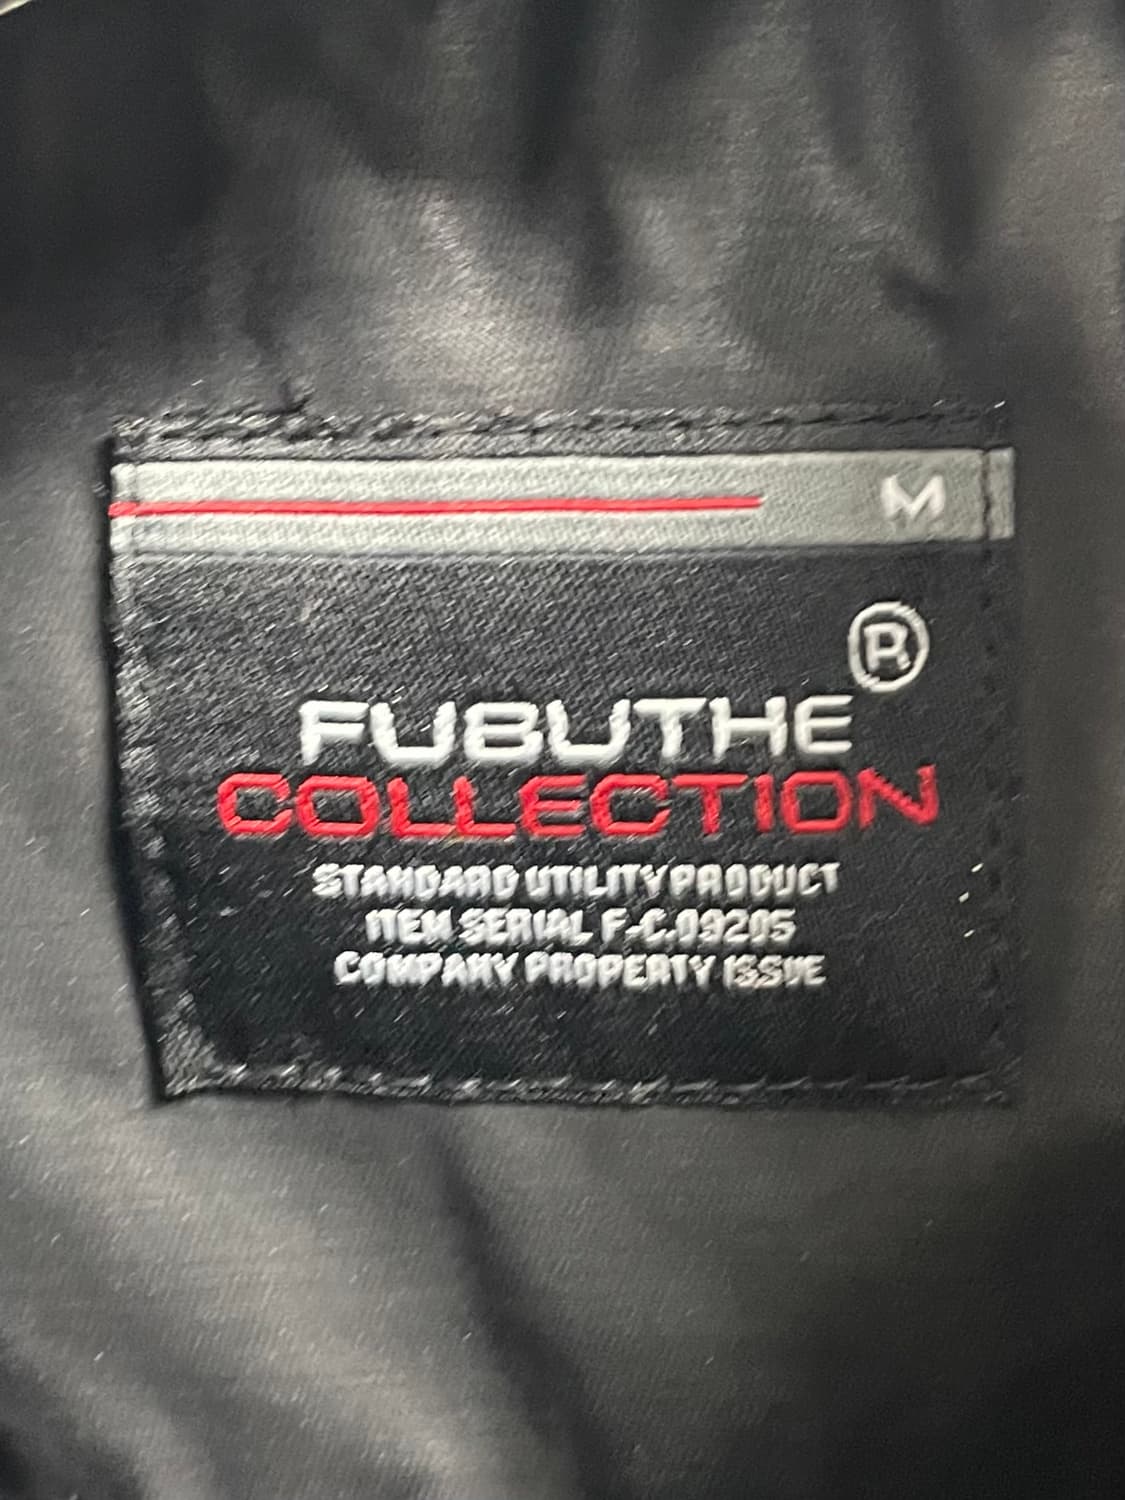 M
®
FUBUTHE
COLLECTION
STANDARD UTILITY PRODUCT
ITEM SERIAL F-C.09205
COMPANY PROPERTY ISSUE